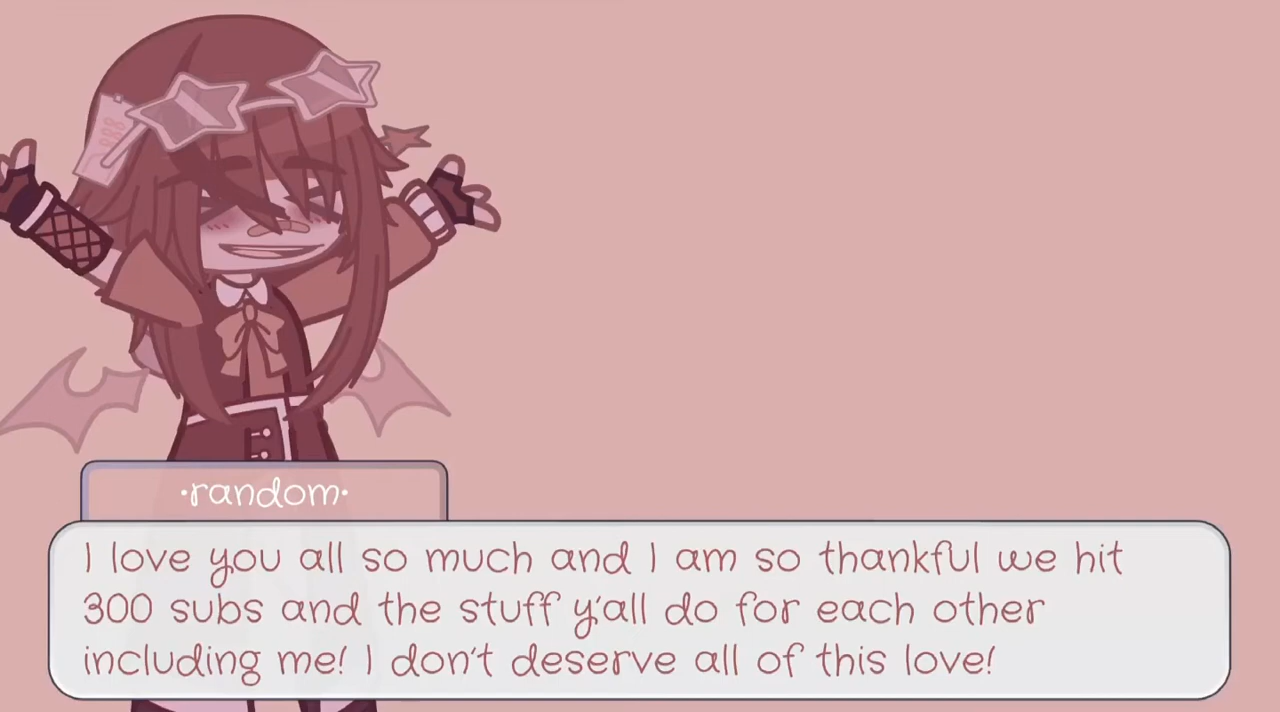 ·random·
I love you all so much and I am so thankful we hit
300 subs and the stuff y'all do for each other
including me! I don't deserve all of this love!